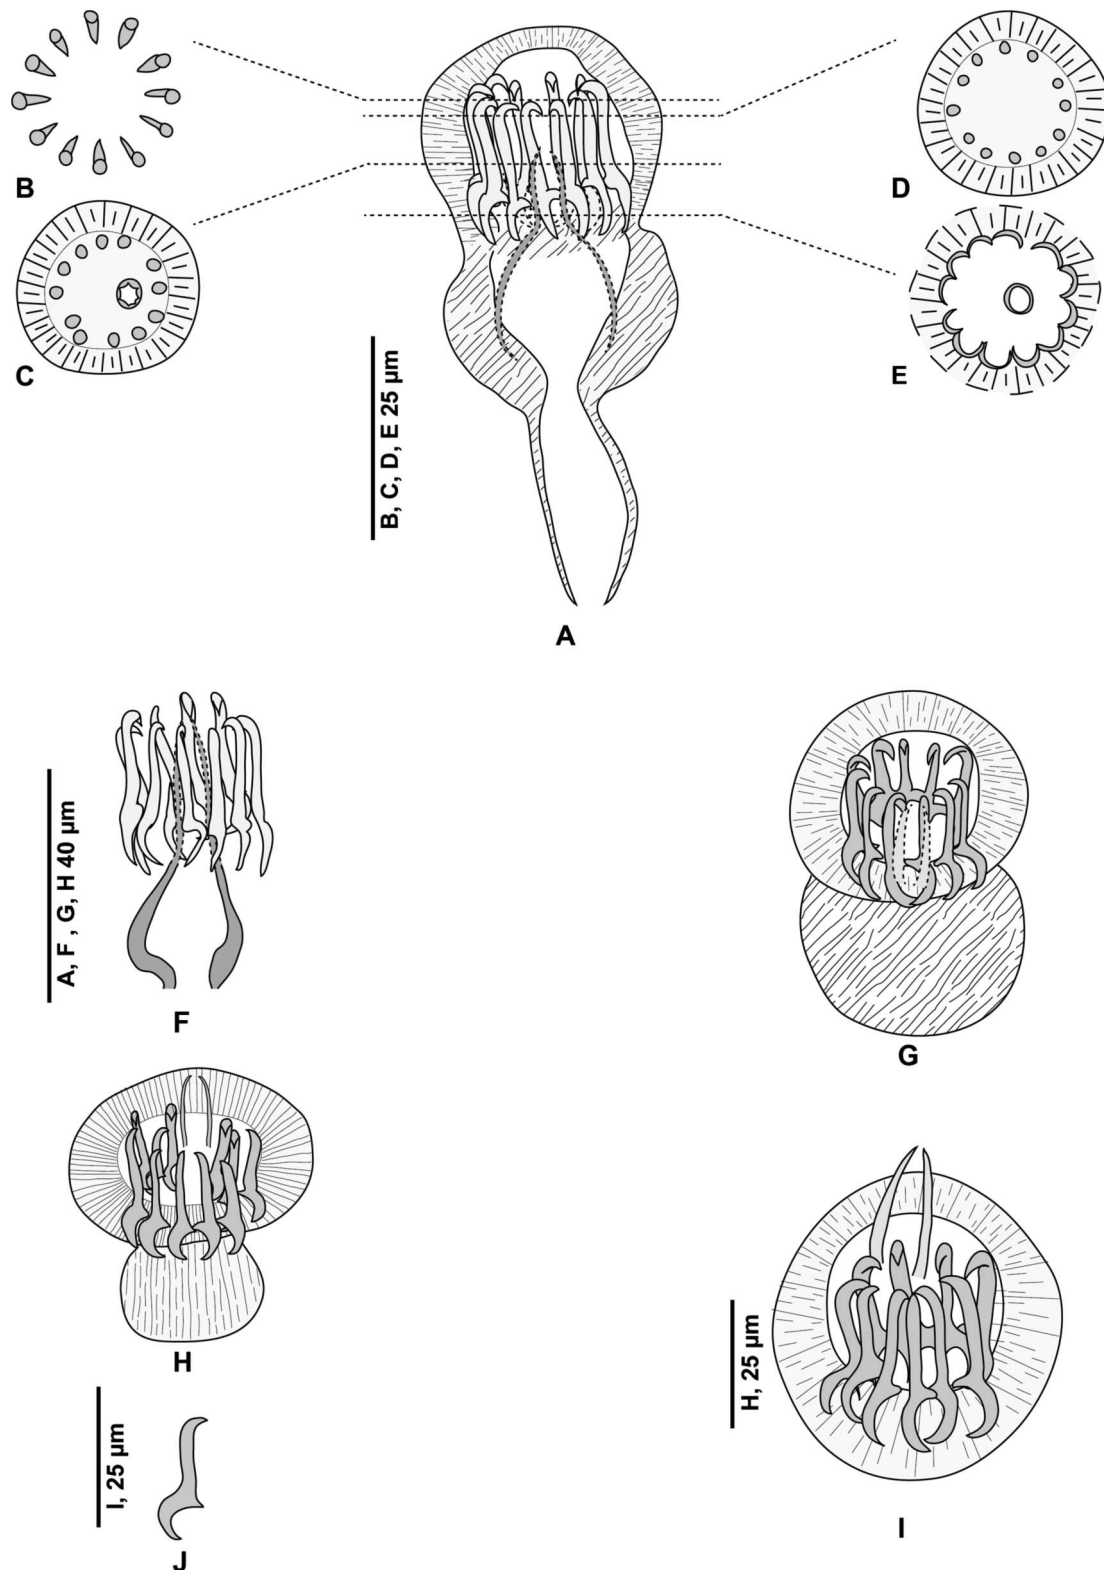 B
D
C
E
B, C, D, E 25 µm
A
A, F , G, H 40 µm
F
G
H
H, 25 µm
I, 25 µm
I
J